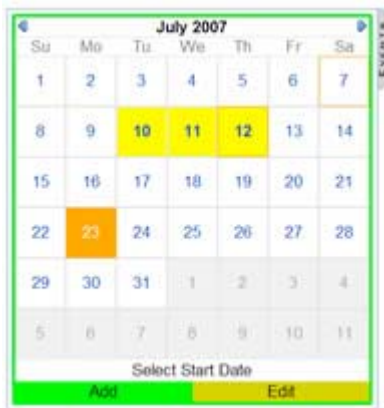 July 2007
Su Mo Tu We Th Fr Sa
1 2 3 4 5 6 7
8 9 10 11 12 13 14
15 16 17 18 19 20 21
22 23 24 25 26 27 28
29 30 31 1 2 3 4
5 6 7 8 9 10 11
Select Start Date
Add Edit